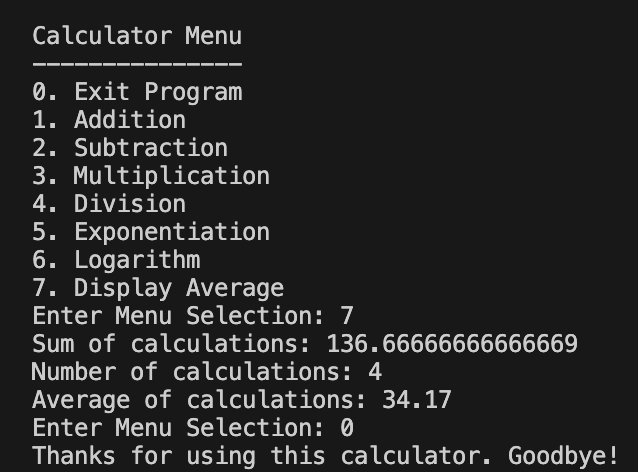 Calculator Menu
---------------
0. Exit Program
1. Addition
2. Subtraction
3. Multiplication
4. Division
5. Exponentiation
6. Logarithm
7. Display Average
Enter Menu Selection: 7
Sum of calculations: 136.66666666666669
Number of calculations: 4
Average of calculations: 34.17
Enter Menu Selection: 0
Thanks for using this calculator. Goodbye!